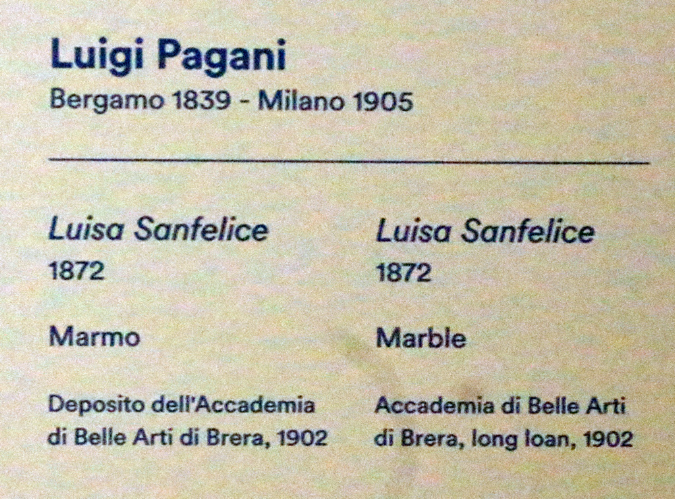 Luigi Pagani
Bergamo 1839 - Milano 1905
Luisa Sanfelice
1872
Marmo
Deposito dell'Accademia
di Belle Arti di Brera, 1902
Luisa Sanfelice
1872
Marble
Accademia di Belle Arti
di Brera, long loan, 1902